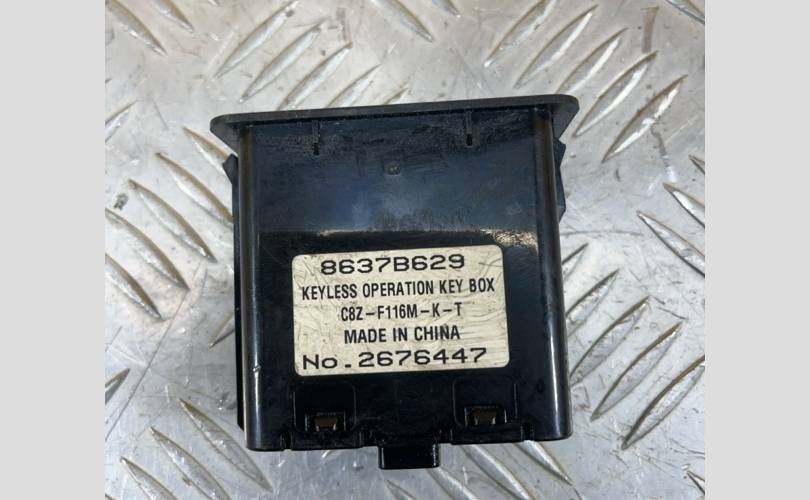 8637B629
KEYLESS OPERATION KEY BOX
C8Z-F116M-K-T
MADE IN CHINA
No.2676447